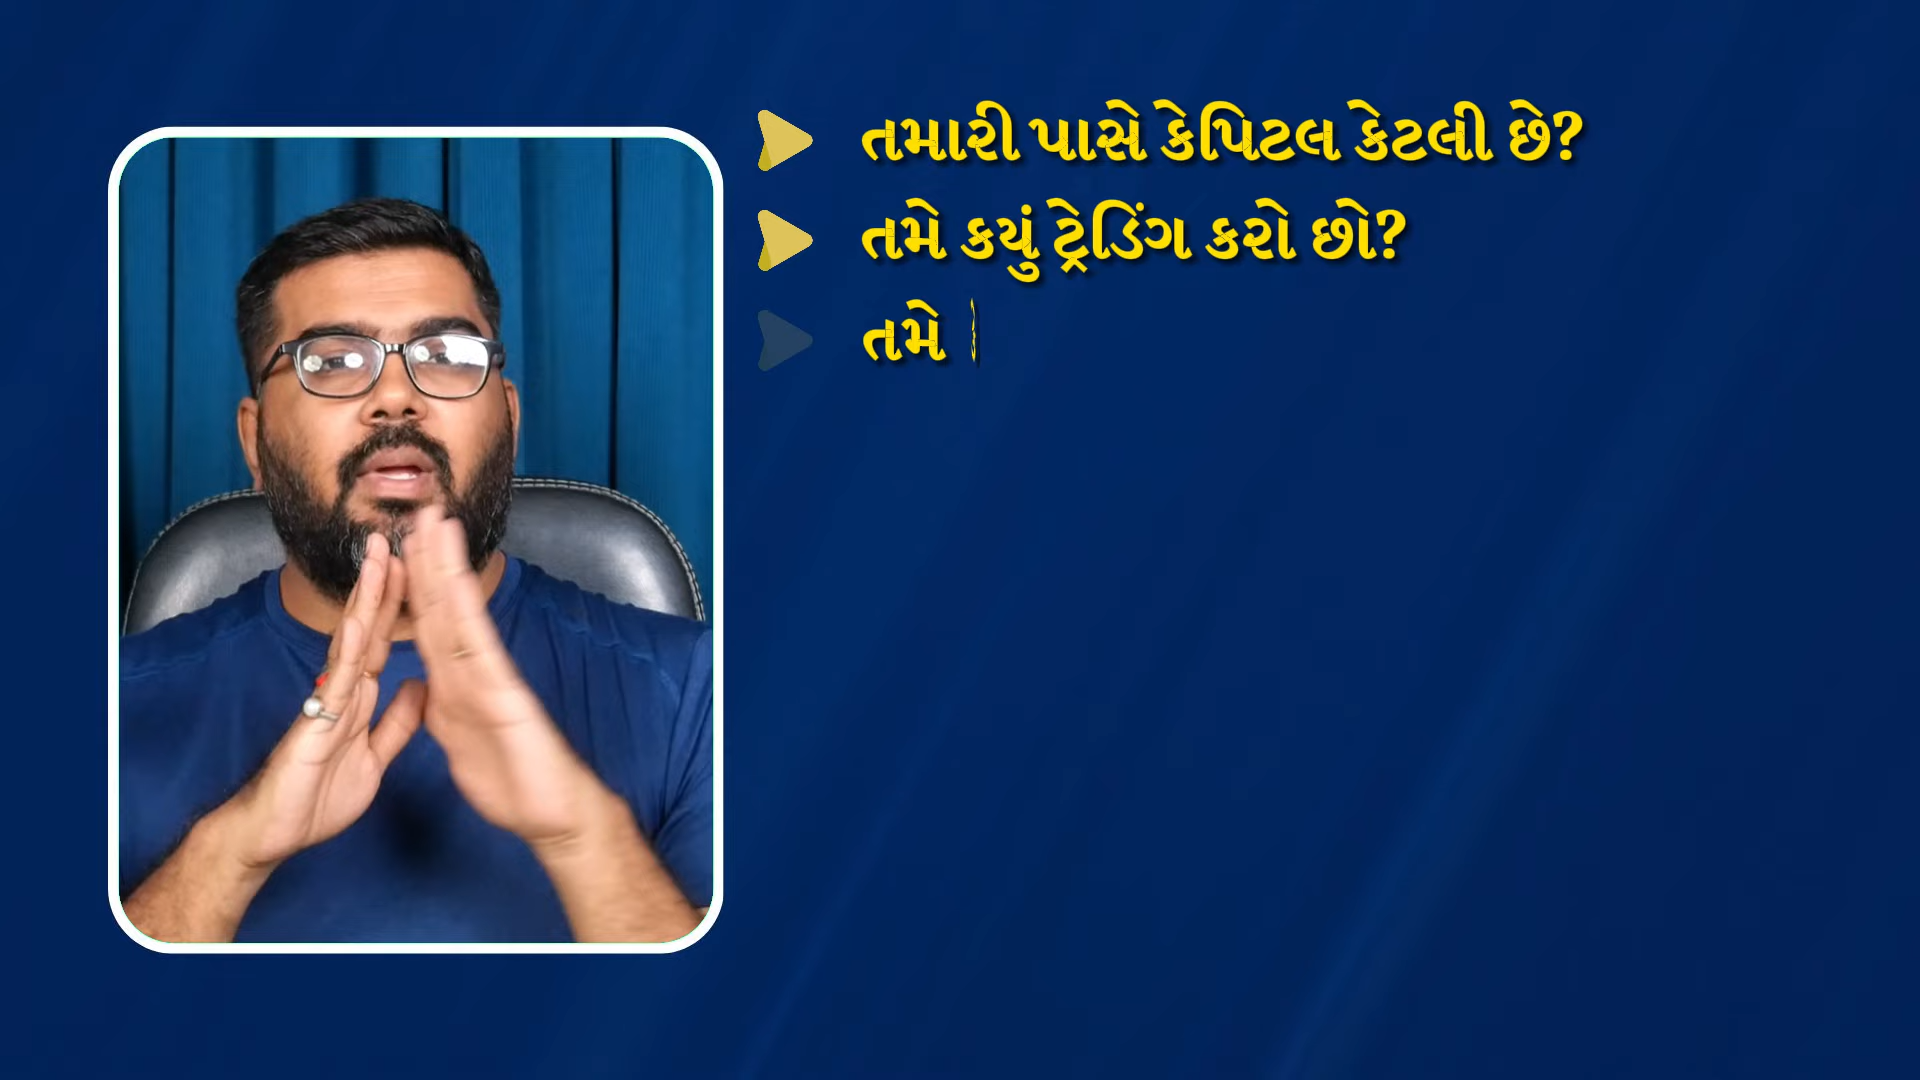 તમારી પાસે કેપિટલ કેટલી છે?
તમે કયું ટ્રેડિંગ કરો છો?
તમે